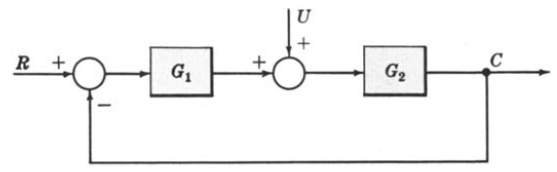 U
R + G₁ + + G₂ C
−